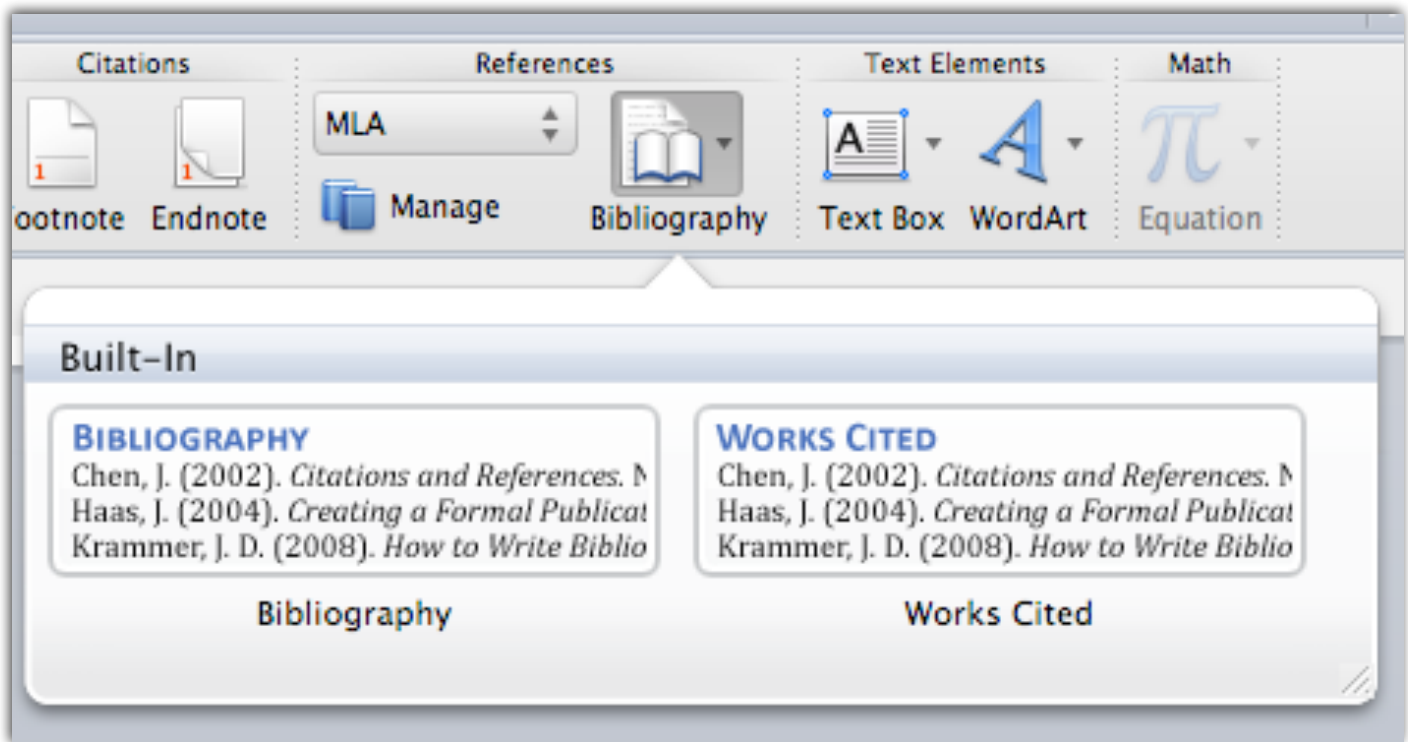 Citations References Text Elements Math
MLA
Manage
ootnote Endnote Bibliography Text Box WordArt Equation
Built-In
BIBLIOGRAPHY
Chen, J. (2002). Citations and References. N
Haas, J. (2004). Creating a Formal Publicat
Krammer, J. D. (2008). How to Write Biblio
Bibliography
WORKS CITED
Chen, J. (2002). Citations and References. N
Haas, J. (2004). Creating a Formal Publicat
Krammer, J. D. (2008). How to Write Biblio
Works Cited